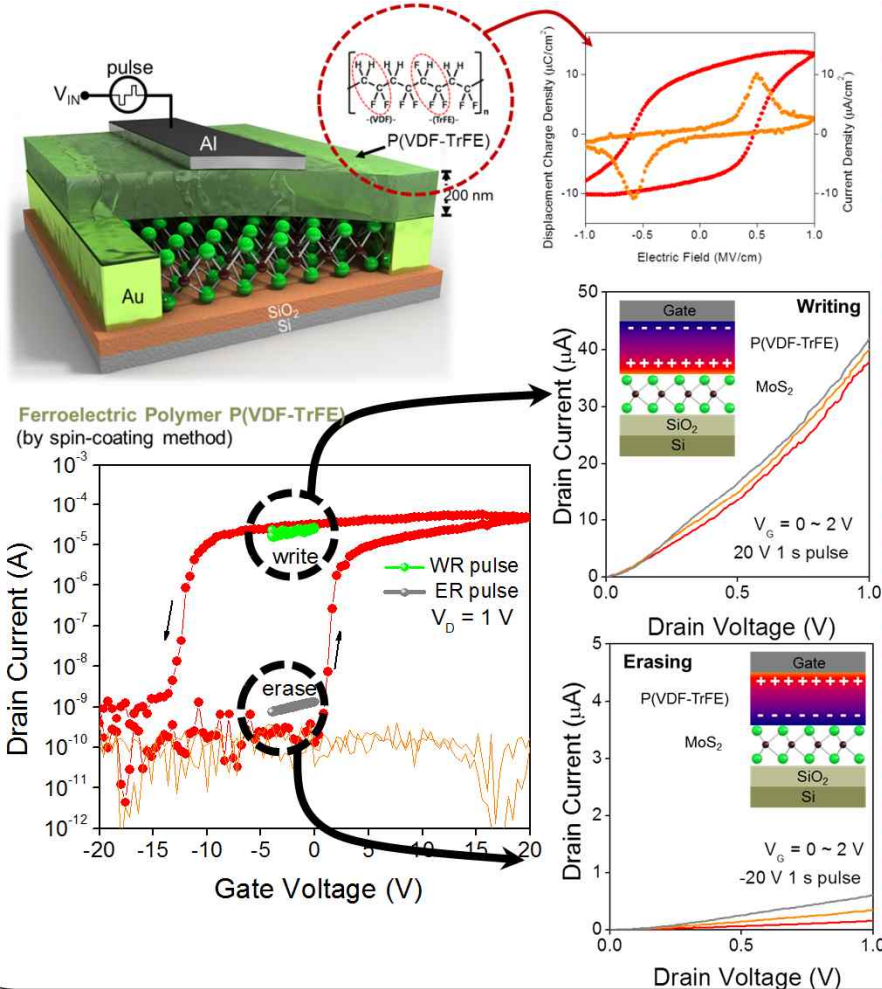 pulse
V_IN
Al
H H H H F H H H
C C C C C C C C
F F F F F F F F
n
-(VDF)- -(TrFE)-
P(VDF-TrFE)
200 nm
Au
SiO₂
Si
Displacement Charge Density (μC/cm²)
10
0
-10
Current Density (μA/cm²)
10
0
-10
-1.0 -0.5 0.0 0.5 1.0
Electric Field (MV/cm)
Ferroelectric Polymer P(VDF-TrFE)
(by spin-coating method)
Drain Current (A)
10⁻³
10⁻⁴
10⁻⁵
10⁻⁶
10⁻⁷
10⁻⁸
10⁻⁹
10⁻¹⁰
10⁻¹¹
10⁻¹²
write
WR pulse
ER pulse
V_D = 1 V
erase
-20 -15 -10 -5 0 5 10 15 20
Gate Voltage (V)
Drain Current (μA)
50
40
30
20
10
0
Writing
Gate
- - - - - - - -
P(VDF-TrFE)
+ + + + + + +
MoS₂
SiO₂
Si
V_G = 0 ~ 2 V
20 V 1 s pulse
0.0 0.5 1.0
Drain Voltage (V)
Drain Current (μA)
5
4
3
2
1
0
Erasing
Gate
+ + + + + + +
P(VDF-TrFE)
- - - - - - - -
MoS₂
SiO₂
Si
V_G = 0 ~ 2 V
-20 V 1 s pulse
0.0 0.5 1.0
Drain Voltage (V)